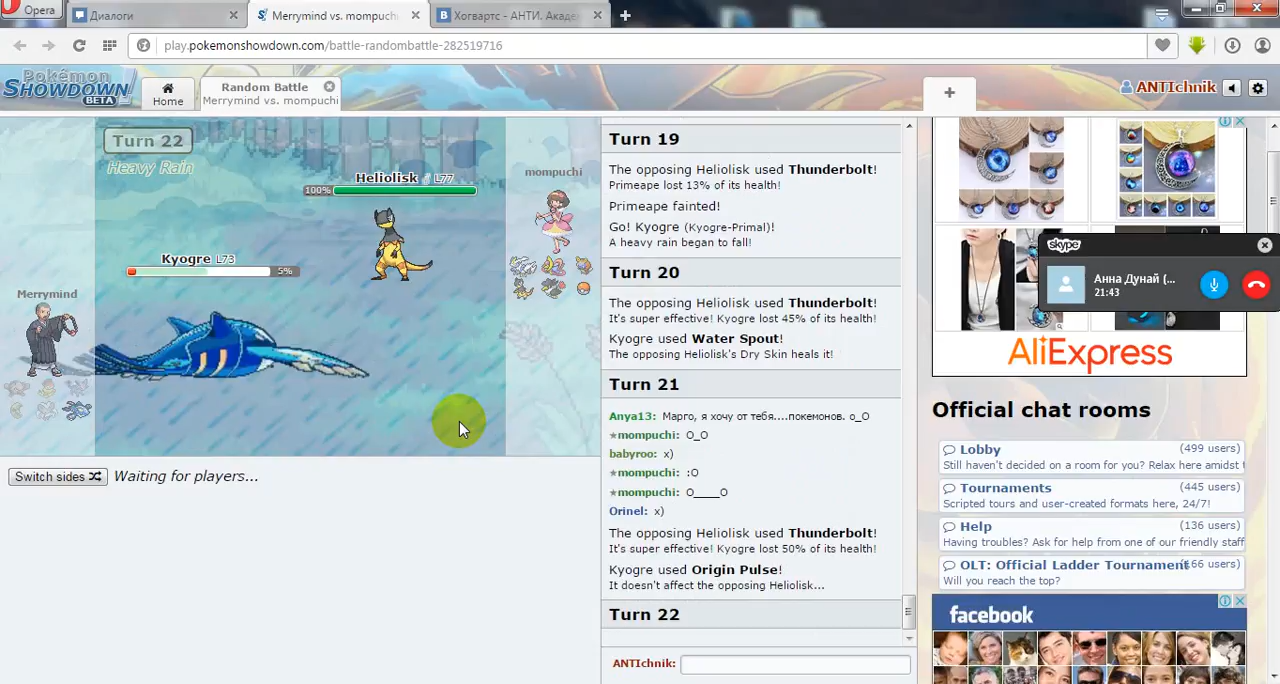 Opera
Диалоги
Merrymind vs. mompuchi
Хогвартс - АНТИ. Акаде
play.pokemonshowdown.com/battle-randombattle-282519716
Pokémon
SHOWDOWN
BETA
Home
Random Battle
Merrymind vs. mompuchi
ANTIchnik
Turn 22
Heavy Rain
Heliolisk ♂ L77
100%
Kyogre L73
5%
mompuchi
Merrymind
Switch sides
Waiting for players...
Turn 19
The opposing Heliolisk used Thunderbolt!
Primeape lost 13% of its health!
Primeape fainted!
Go! Kyogre (Kyogre-Primal)!
A heavy rain began to fall!
Turn 20
The opposing Heliolisk used Thunderbolt!
It's super effective! Kyogre lost 45% of its health!
Kyogre used Water Spout!
The opposing Heliolisk's Dry Skin heals it!
Turn 21
Anya13: Марго, я хочу от тебя....покемонов. о_О
★mompuchi: O_O
babyroo: x)
★mompuchi: :O
★mompuchi: O____O
Orinel: x)
The opposing Heliolisk used Thunderbolt!
It's super effective! Kyogre lost 50% of its health!
Kyogre used Origin Pulse!
It doesn't affect the opposing Heliolisk...
Turn 22
ANTIchnik:
skype
Анна Дунай (...
21:43
AliExpress
Official chat rooms
Lobby (499 users)
Still haven't decided on a room for you? Relax here amidst t
Tournaments (445 users)
Scripted tours and user-created formats here, 24/7!
Help (136 users)
Having troubles? Ask for help from one of our friendly staff
OLT: Official Ladder Tournament (166 users)
Will you reach the top?
facebook